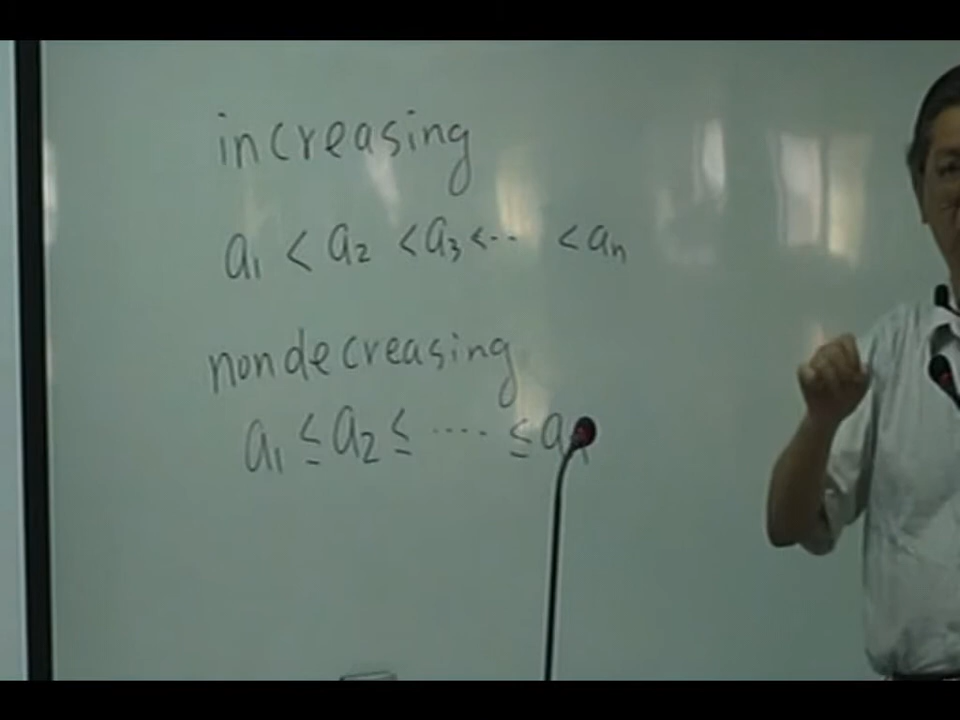 increasing
a₁ < a₂ < a₃ < ‥ < aₙ
nondecreasing
a₁ ≤ a₂ ≤ ···· ≤ a